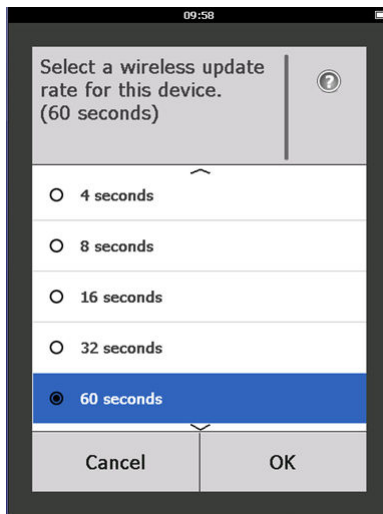 09:58
Select a wireless update
rate for this device.
(60 seconds)
?
4 seconds
8 seconds
16 seconds
32 seconds
60 seconds
Cancel
OK